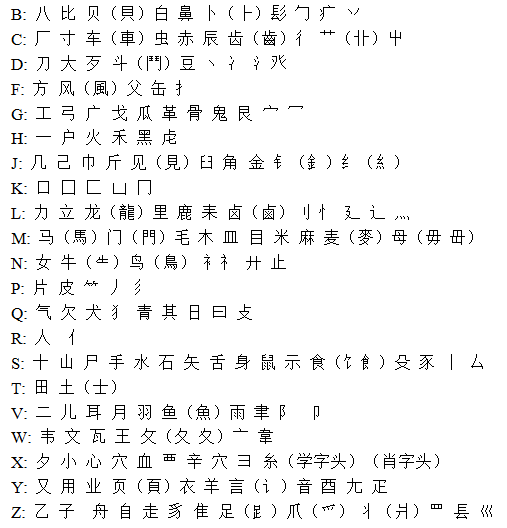 B: 八 比 贝（貝）白 鼻 卜（⺊）髟 勹 疒 丷
C: 厂 寸 车（車）虫 赤 辰 齿（齒）彳 艹（卝）屮
D: 刀 大 歹 斗（鬥）豆 丶 冫 氵癶
F: 方 风（風）父 缶 扌
G: 工 弓 广 戈 瓜 革 骨 鬼 艮 宀 冖
H: 一 户 火 禾 黑 虍
J: 几 己 巾 斤 见（見）臼 角 金 钅（釒）纟（糹）
K: 口 囗 匚 凵 冂
L: 力 立 龙（龍）里 鹿 耒 卤（鹵）刂 忄 廴 辶 灬
M: 马（馬）门（門）毛 木 皿 目 米 麻 麦（麥）母（毋 毌）
N: 女 牛（⺧）鸟（鳥）衤礻 廾 止
P: 片 皮 ⺮ 丿 彡
Q: 气 欠 犬 犭 青 其 日 曰 攴
R: 人 亻
S: 十 山 尸 手 水 石 矢 舌 身 鼠 示 食（饣飠）殳 豕 丨 厶
T: 田 土（士）
V: 二 儿 耳 月 羽 鱼（魚）雨 聿 阝 卩
W: 韦 文 瓦 王 攵（夂 夊）亠 韋
X: 夕 小 心 穴 血 覀 辛 穴 彐 糸（学字头）（肖字头）
Y: 又 用 业 页（頁）衣 羊 言（讠）音 酉 尢 疋
Z: 乙 子 舟 自 走 豸 隹 足（⻊）爪（爫）丬（爿）罒 镸 巛